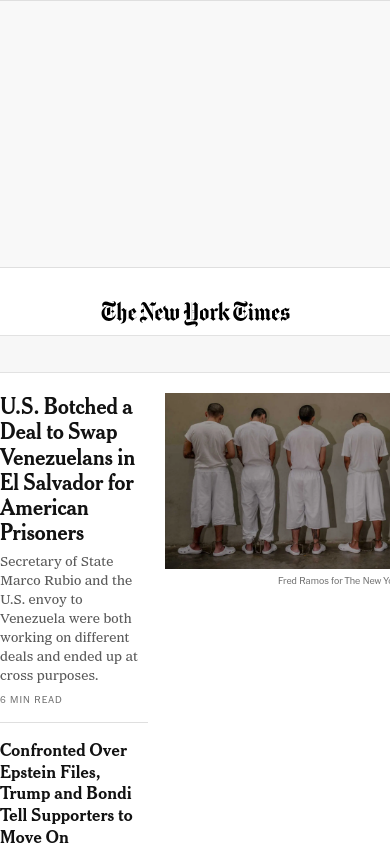 The New York Times
U.S. Botched a
Deal to Swap
Venezuelans in
El Salvador for
American
Prisoners
Secretary of State
Marco Rubio and the
U.S. envoy to
Venezuela were both
working on different
deals and ended up at
cross purposes.
6 MIN READ
Fred Ramos for The New Yo
Confronted Over
Epstein Files,
Trump and Bondi
Tell Supporters to
Move On